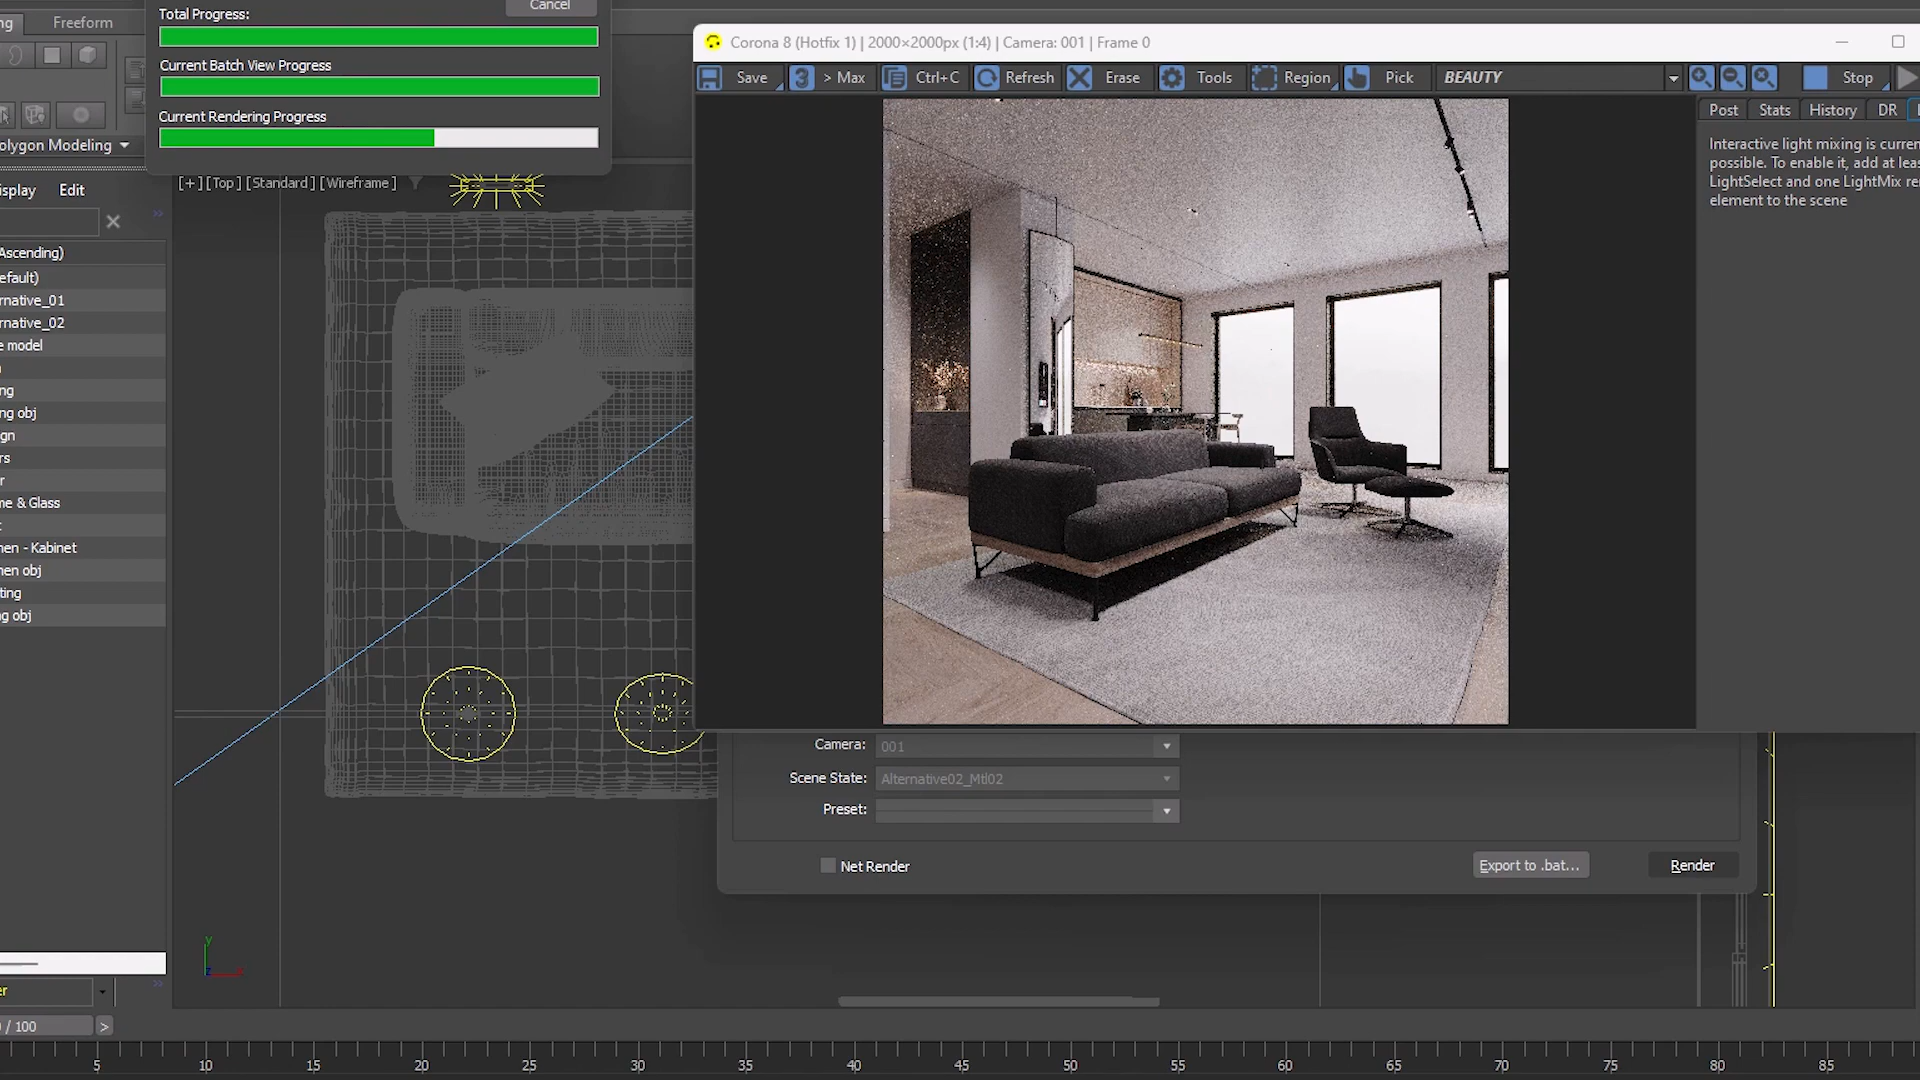 Cancel
Total Progress:
Current Batch View Progress
Current Rendering Progress
ng
Freeform
olygon Modeling
[+] [Top] [Standard] [Wireframe]
isplay
Edit
Ascending)
efault)
rnative_01
rnative_02
e model
ng
ng obj
gn
rs
r
me & Glass
t
hen - Kabinet
hen obj
ting
ng obj
er
) / 100
>
Corona 8 (Hotfix 1) | 2000×2000px (1:4) | Camera: 001 | Frame 0
Save
3
> Max
Ctrl+C
Refresh
Erase
Tools
Region
Pick
BEAUTY
Stop
Post
Stats
History
DR
Interactive light mixing is curren
possible. To enable it, add at leas
LightSelect and one LightMix re
element to the scene
Camera:
001
Scene State:
Alternative02_Mtl02
Preset:
Net Render
Export to .bat...
Render
y
5 10 15 20 25 30 35 40 45 50 55 60 65 70 75 80 85